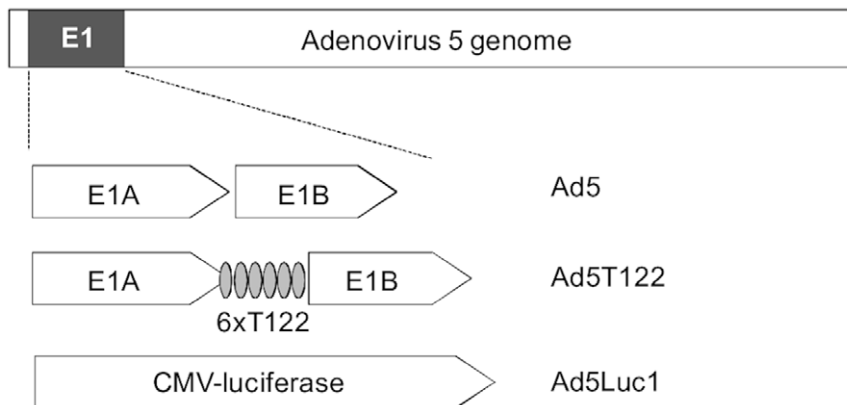 E1 Adenovirus 5 genome
E1A E1B Ad5
E1A E1B Ad5T122
6xT122
CMV-luciferase Ad5Luc1